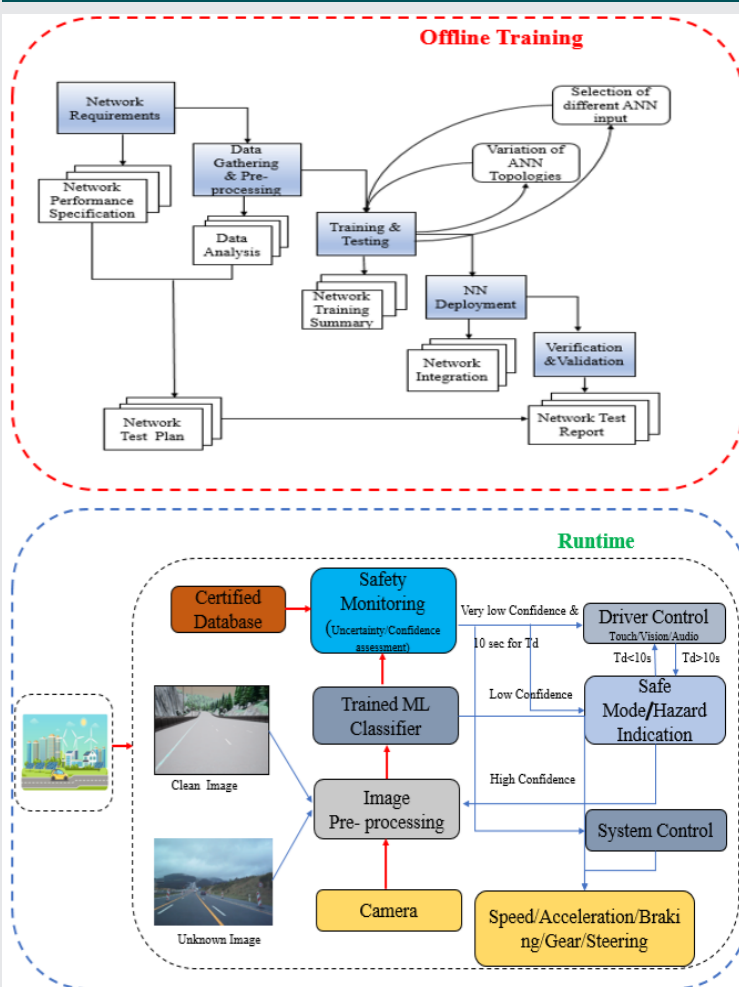 Offline Training
Network
Requirements
Selection of
different ANN
input
Data
Gathering
& Pre-
processing
Variation of
ANN
Topologies
Network
Performance
Specification
Training &
Testing
Data
Analysis
NN
Deployment
Network
Training
Summary
Verification
&Validation
Network
Integration
Network
Test Plan
Network Test
Report
Runtime
Certified
Database
Safety
Monitoring
(Uncertainty/Confidence
assessment)
Very low Confidence &
10 sec for Td
Driver Control
Touch/Vision/Audio
Td<10s
Td>10s
Trained ML
Classifier
Low Confidence
Safe
Mode/Hazard
Indication
Clean Image
High Confidence
Image
Pre- processing
System Control
Camera
Speed/Acceleration/Braki
ng/Gear/Steering
Unknown Image